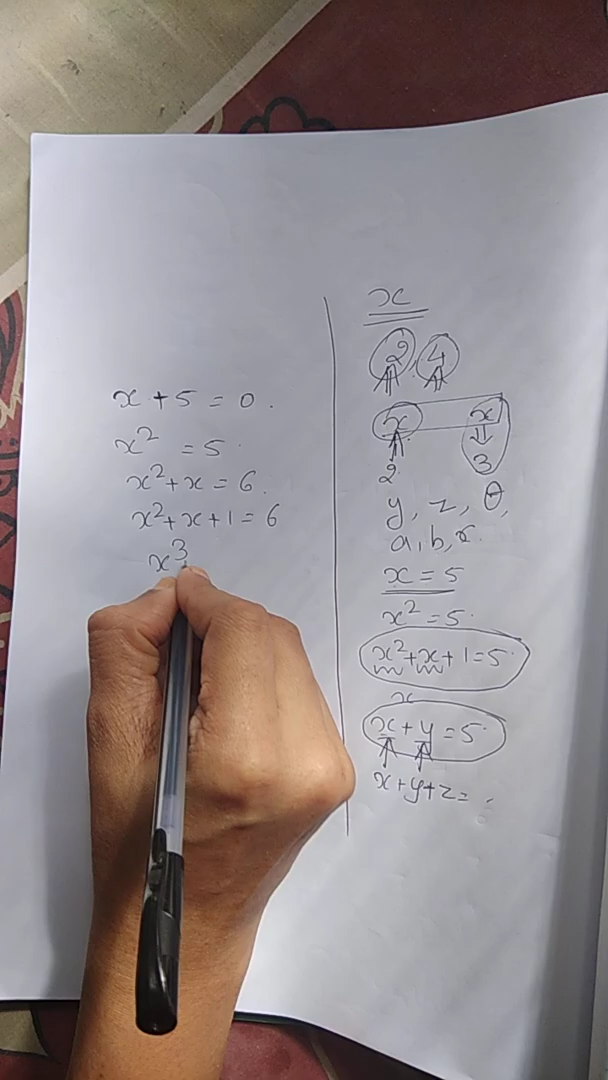 x + 5 = 0.
x² = 5.
x² + x = 6.
x² + x + 1 = 6
x³
x
2, 4
x x
2 3
y, z, θ,
a, b, r.
x = 5
x² = 5.
x² + x + 1 = 5.
x
x + y = 5.
x + y + z =